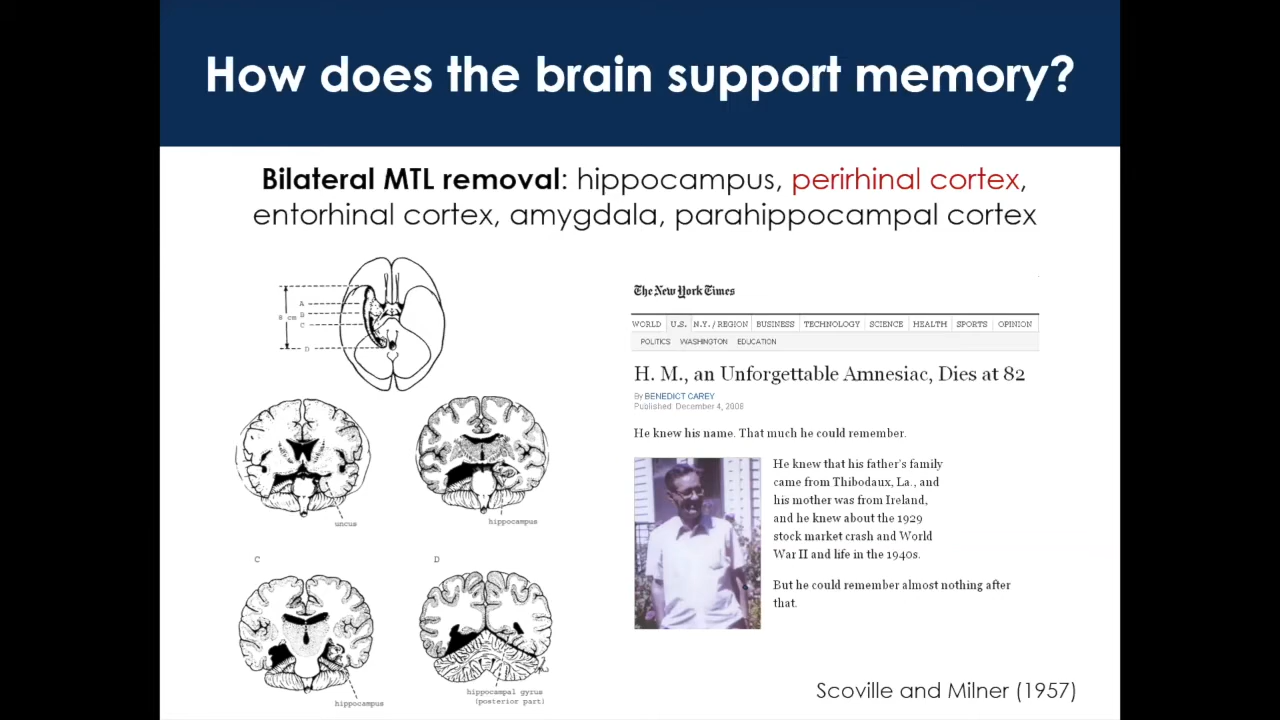 How does the brain support memory?
Bilateral MTL removal: hippocampus, perirhinal cortex,
entorhinal cortex, amygdala, parahippocampal cortex
A
B
8 cm
C
D
uncus
hippocampus
C
D
hippocampus
hippocampal gyrus
(posterior part)
The New York Times
WORLD U.S. N.Y. / REGION BUSINESS TECHNOLOGY SCIENCE HEALTH SPORTS OPINION
POLITICS WASHINGTON EDUCATION
H. M., an Unforgettable Amnesiac, Dies at 82
By BENEDICT CAREY
Published: December 4, 2008
He knew his name. That much he could remember.
He knew that his father's family
came from Thibodaux, La., and
his mother was from Ireland,
and he knew about the 1929
stock market crash and World
War II and life in the 1940s.
But he could remember almost nothing after
that.
Scoville and Milner (1957)